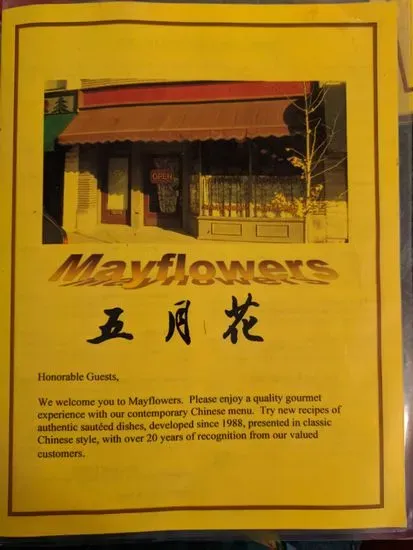 OPEN
Mayflowers
五月花
Honorable Guests,
We welcome you to Mayflowers. Please enjoy a quality gourmet
experience with our contemporary Chinese menu. Try new recipes of
authentic sautéed dishes, developed since 1988, presented in classic
Chinese style, with over 20 years of recognition from our valued
customers.